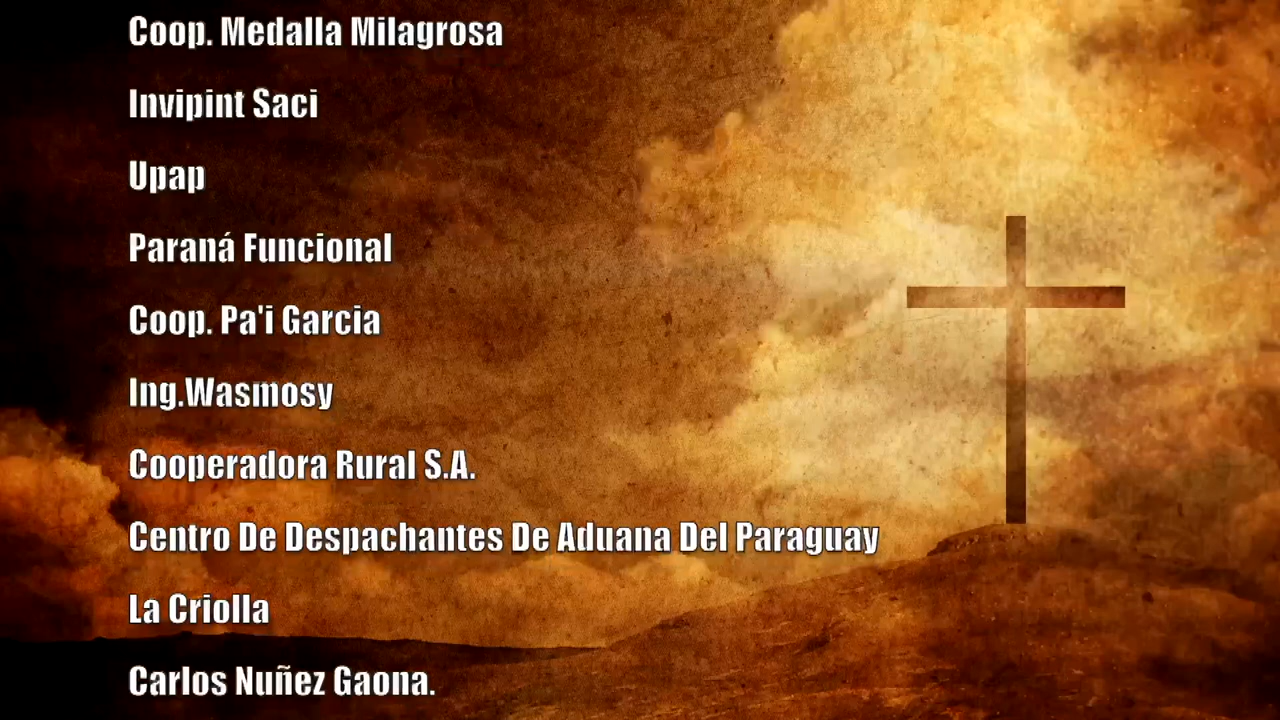 Coop. Medalla Milagrosa
Invipint Saci
Upap
Paraná Funcional
Coop. Pa'i Garcia
Ing.Wasmosy
Cooperadora Rural S.A.
Centro De Despachantes De Aduana Del Paraguay
La Criolla
Carlos Nuñez Gaona.